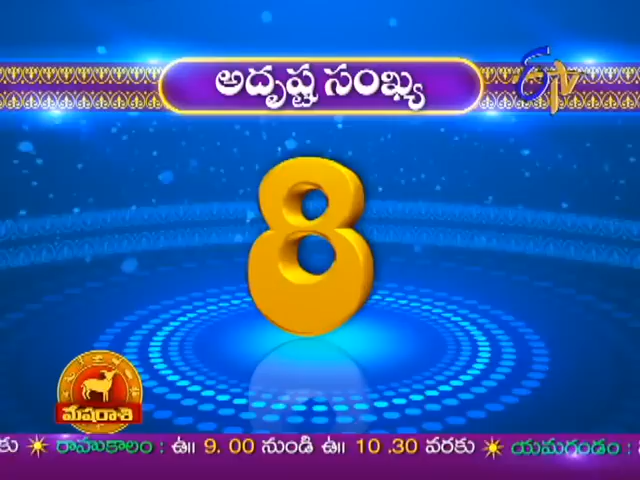 అదృష్ట సంఖ్య
ETV
8
మేషరాశి
కు ☀ రాహుకాలం : ఉ॥ 9. 00 నుండి ఉ॥ 10 .30 వరకు ☀ యమగండం :